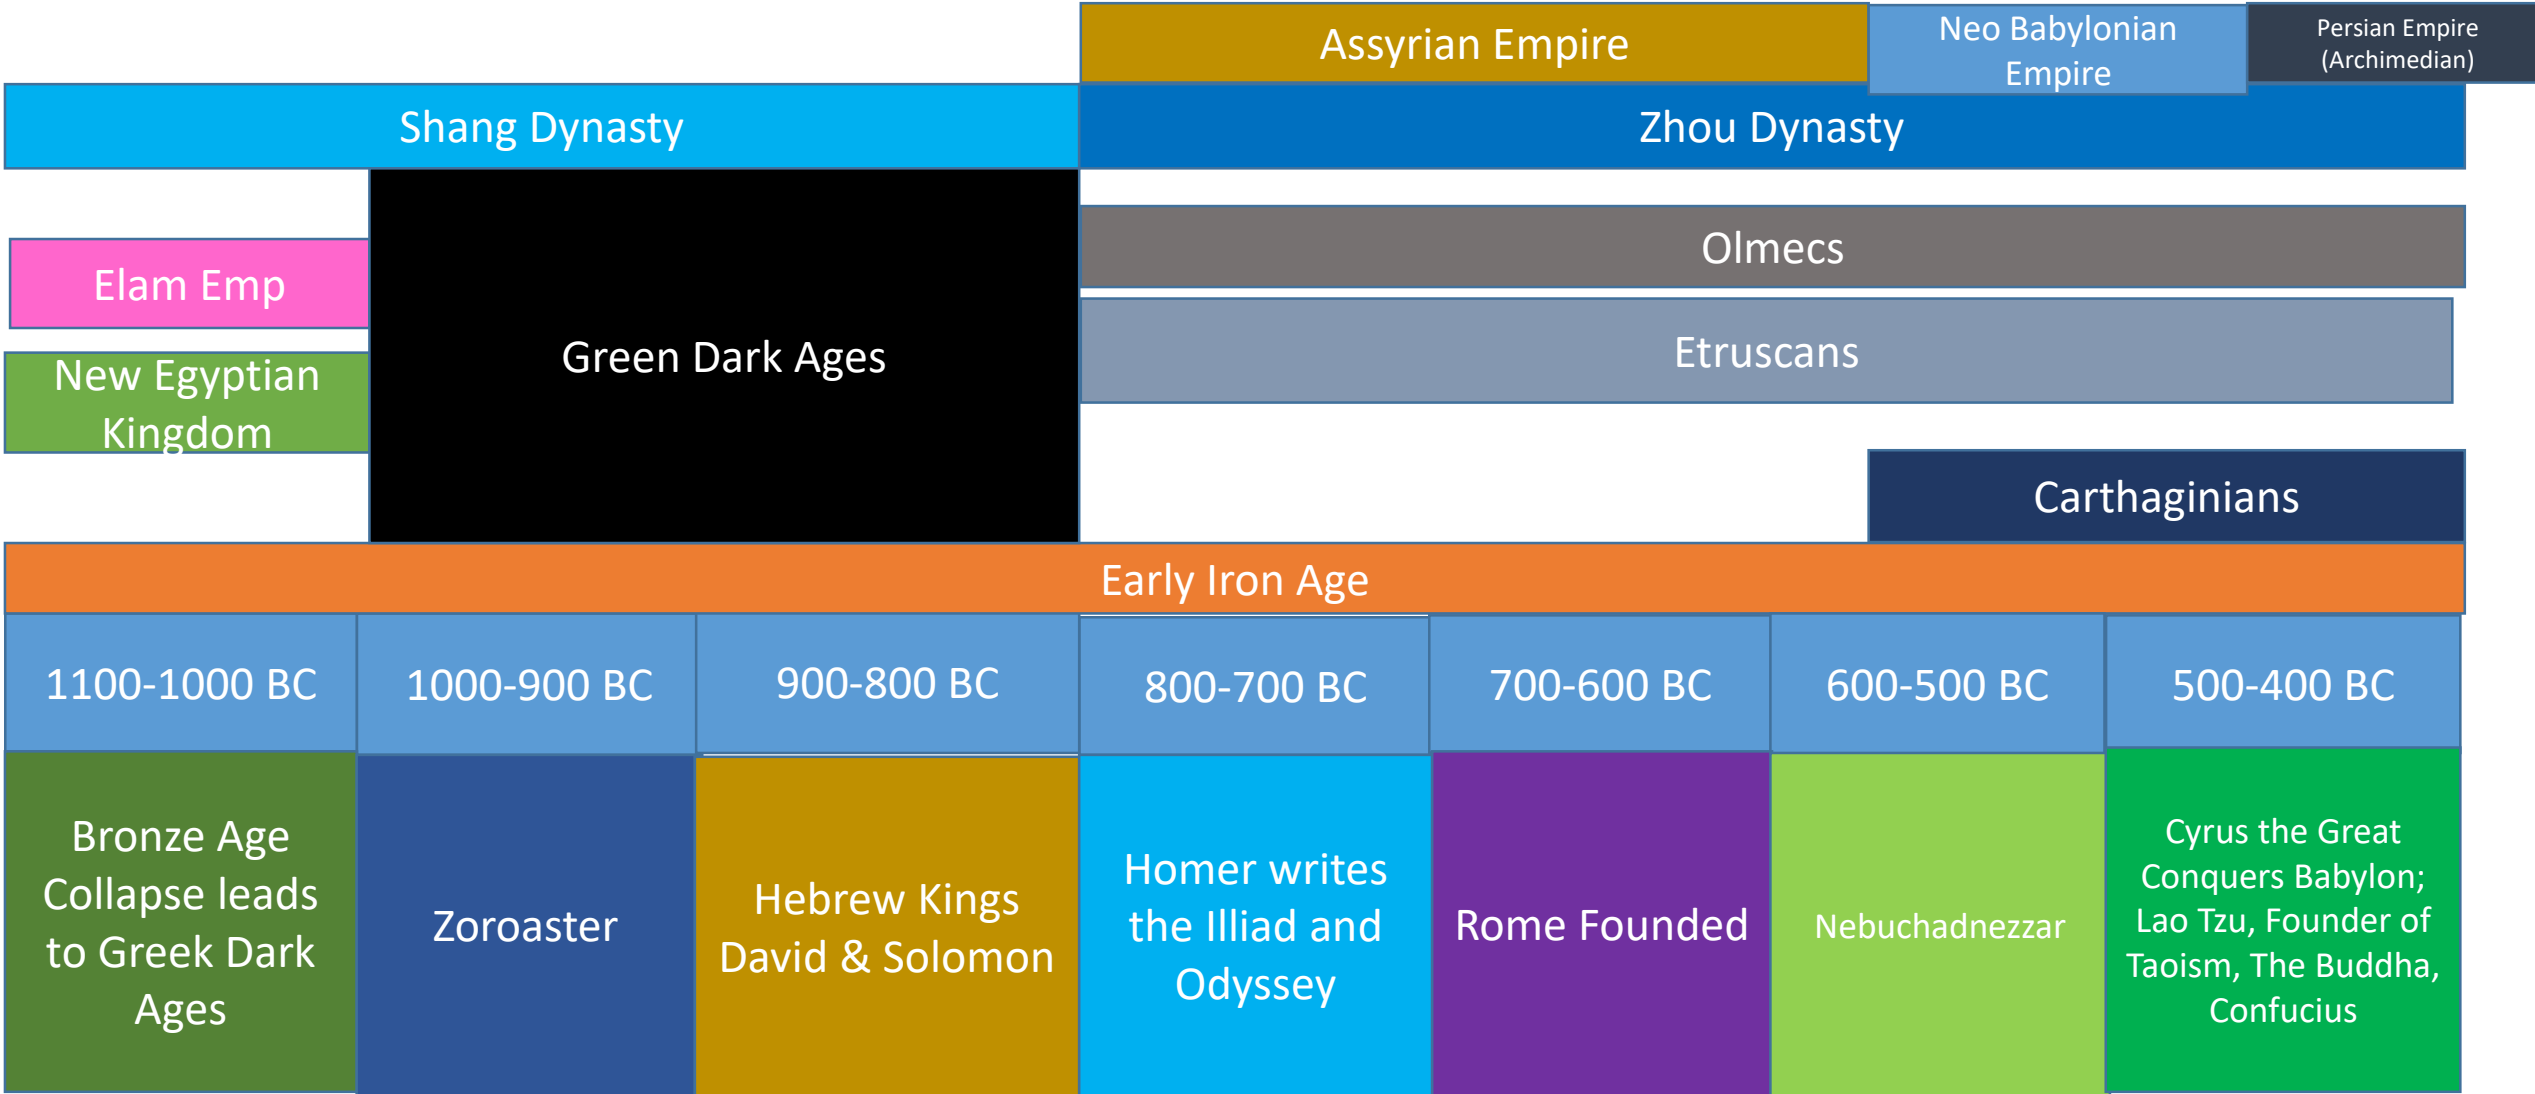 Assyrian Empire
Neo Babylonian
Empire
Persian Empire
(Archimedian)
Shang Dynasty
Zhou Dynasty
Olmecs
Elam Emp
Etruscans
Green Dark Ages
New Egyptian
Kingdom
Carthaginians
Early Iron Age
1100-1000 BC
1000-900 BC
900-800 BC
800-700 BC
700-600 BC
600-500 BC
500-400 BC
Bronze Age
Collapse leads
to Greek Dark
Ages
Zoroaster
Hebrew Kings
David & Solomon
Homer writes
the Illiad and
Odyssey
Rome Founded
Nebuchadnezzar
Cyrus the Great
Conquers Babylon;
Lao Tzu, Founder of
Taoism, The Buddha,
Confucius